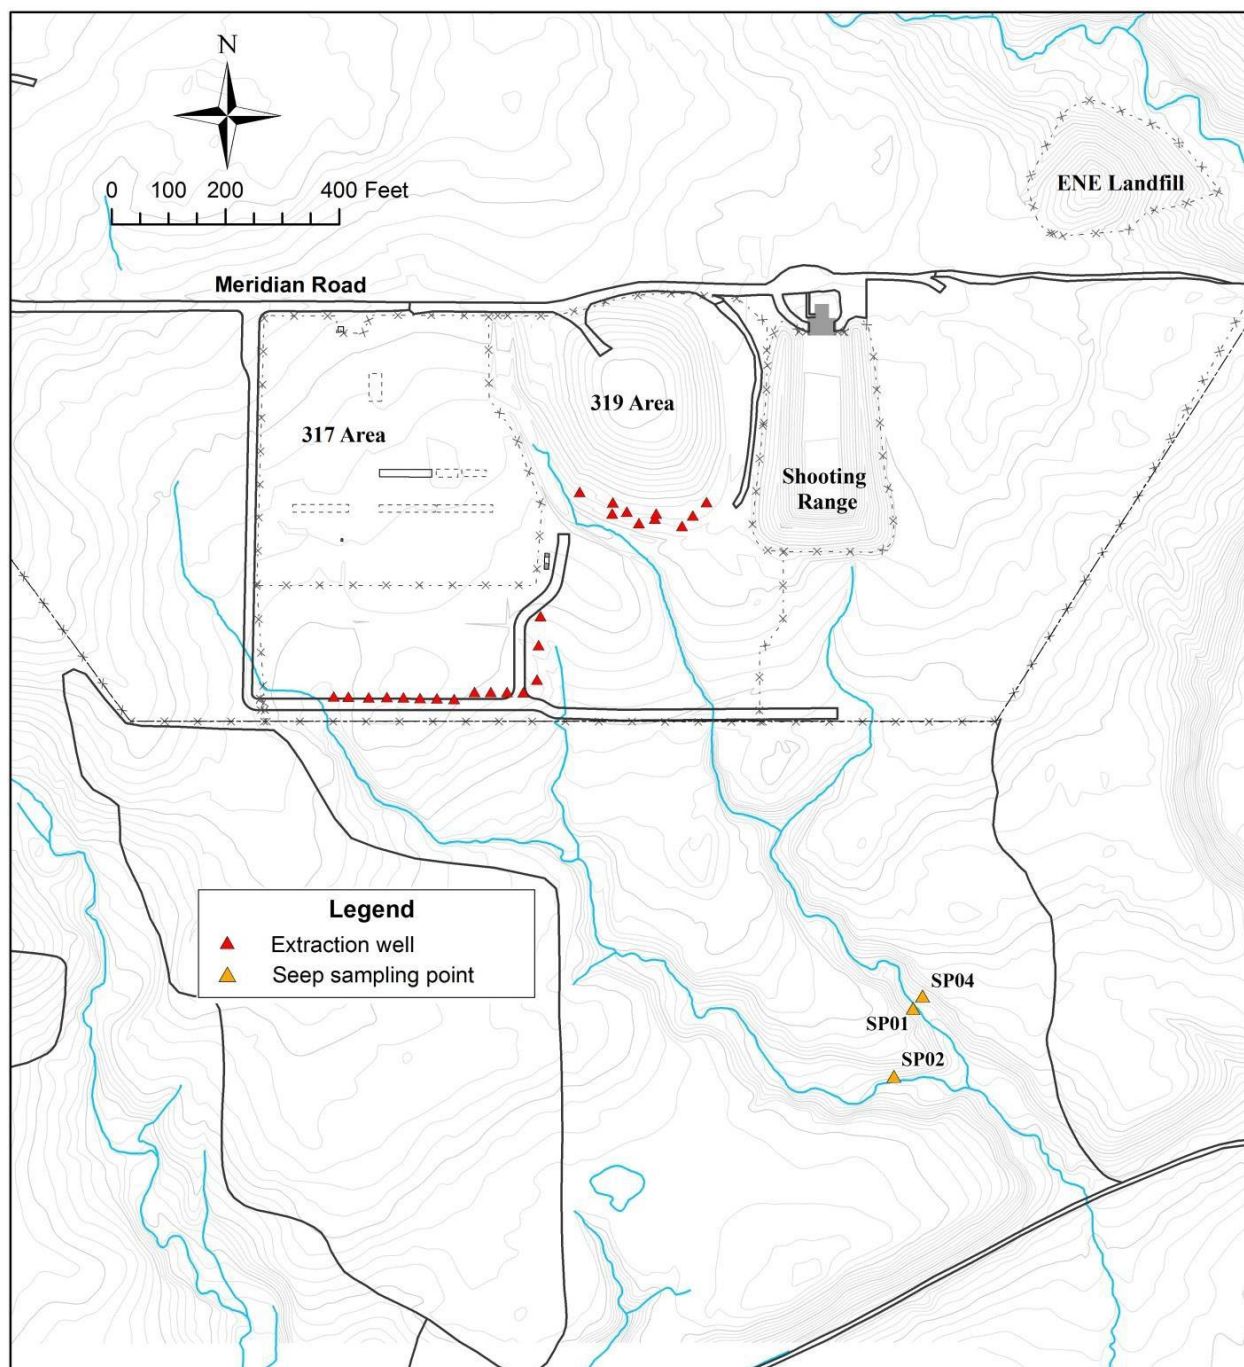 N
0 100 200 400 Feet
ENE Landfill
Meridian Road
319 Area
317 Area
Shooting
Range
Legend
Extraction well
Seep sampling point
SP04
SP01
SP02